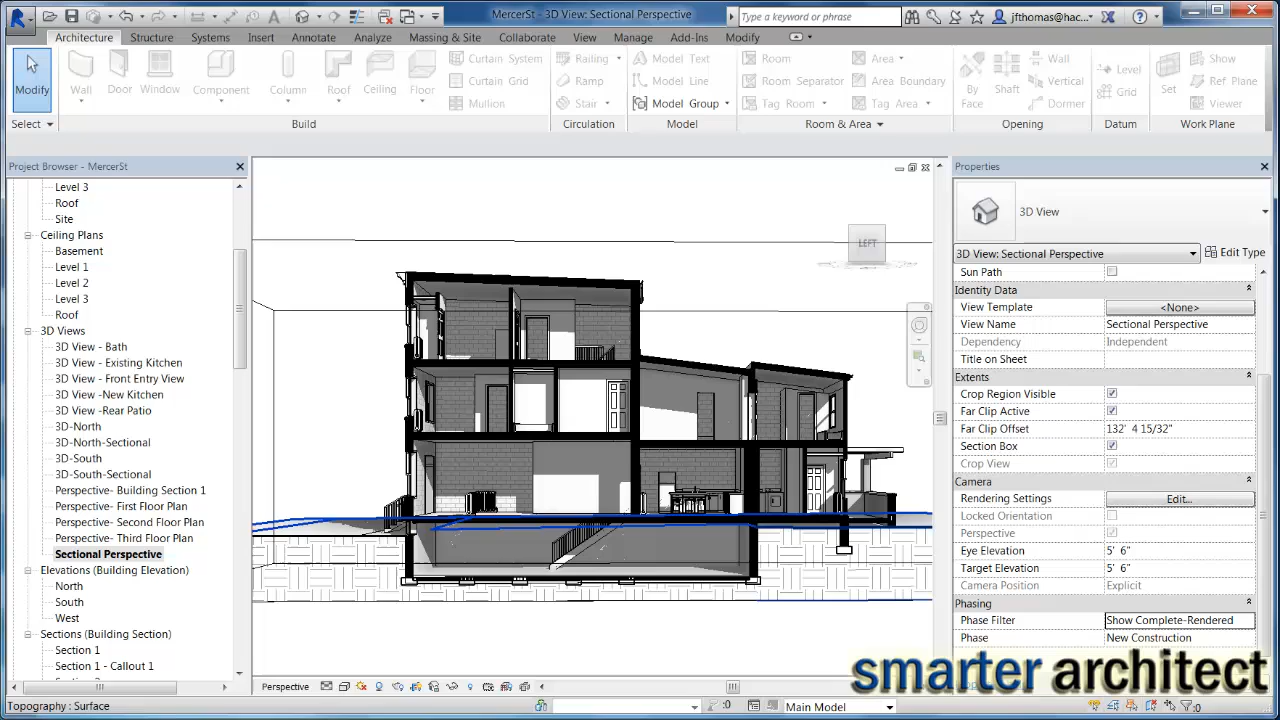 MercerSt - 3D View: Sectional Perspective
Type a keyword or phrase
jfthomas@hac...
Architecture Structure Systems Insert Annotate Analyze Massing & Site Collaborate View Manage Add-Ins Modify
Modify
Wall
Door
Window
Component
Column
Roof
Ceiling
Floor
Curtain System
Curtain Grid
Mullion
Railing
Ramp
Stair
Model Text
Model Line
Model Group
Room
Room Separator
Tag Room
Area
Area Boundary
Tag Area
By Face
Shaft
Wall
Vertical
Dormer
Level
Grid
Set
Show
Ref Plane
Viewer
Select
Build
Circulation
Model
Room & Area
Opening
Datum
Work Plane
Project Browser - MercerSt
Level 3
Roof
Site
Ceiling Plans
Basement
Level 1
Level 2
Level 3
Roof
3D Views
3D View - Bath
3D View - Existing Kitchen
3D View - Front Entry View
3D View -New Kitchen
3D View -Rear Patio
3D-North
3D-North-Sectional
3D-South
3D-South-Sectional
Perspective- Building Section 1
Perspective- First Floor Plan
Perspective- Second Floor Plan
Perspective- Third Floor Plan
Sectional Perspective
Elevations (Building Elevation)
North
South
West
Sections (Building Section)
Section 1
Section 1 - Callout 1
LEFT
Properties
3D View
3D View: Sectional Perspective
Edit Type
Sun Path
Identity Data
View Template <None>
View Name Sectional Perspective
Dependency Independent
Title on Sheet
Extents
Crop Region Visible
Far Clip Active
Far Clip Offset 132' 4 15/32"
Section Box
Crop View
Camera
Rendering Settings Edit...
Locked Orientation
Perspective
Eye Elevation 5' 6"
Target Elevation 5' 6"
Camera Position Explicit
Phasing
Phase Filter Show Complete-Rendered
Phase New Construction
smarter architect
Perspective
Topography : Surface
:0
Main Model
:0